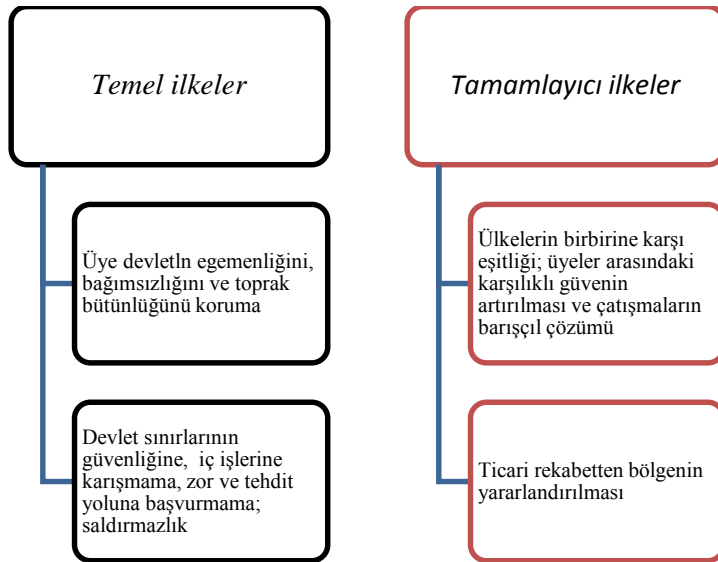 Temel ilkeler
Üye devletln egemenliğini,
bağımsızlığını ve toprak
bütünlüğünü koruma
Devlet sınırlarının
güvenliğine, iç işlerine
karışmama, zor ve tehdit
yoluna başvurmama;
saldırmazlık
Tamamlayıcı ilkeler
Ülkelerin birbirine karşı
eşitliği; üyeler arasındaki
karşılıklı güvenin
artırılması ve çatışmaların
barışçıl çözümü
Ticari rekabetten bölgenin
yararlandırılması